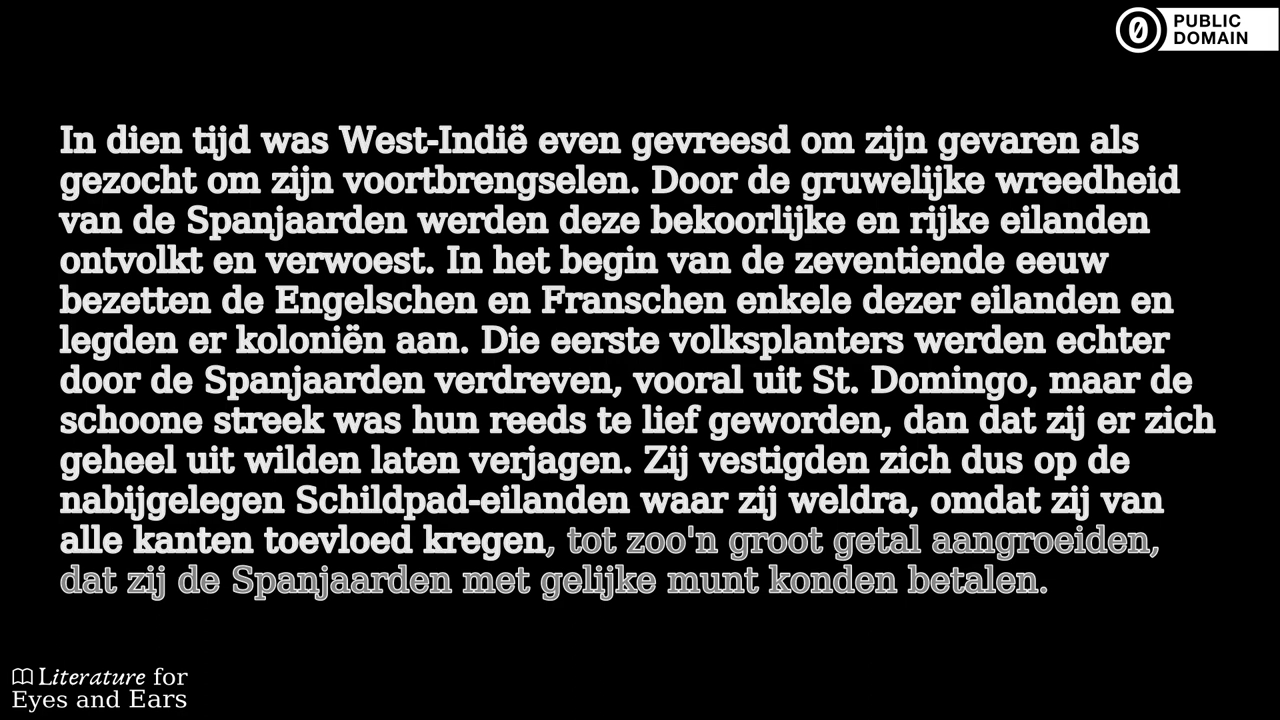 PUBLIC
DOMAIN
In dien tijd was West-Indië even gevreesd om zijn gevaren als
gezocht om zijn voortbrengselen. Door de gruwelijke wreedheid
van de Spanjaarden werden deze bekoorlijke en rijke eilanden
ontvolkt en verwoest. In het begin van de zeventiende eeuw
bezetten de Engelschen en Franschen enkele dezer eilanden en
legden er koloniën aan. Die eerste volksplanters werden echter
door de Spanjaarden verdreven, vooral uit St. Domingo, maar de
schoone streek was hun reeds te lief geworden, dan dat zij er zich
geheel uit wilden laten verjagen. Zij vestigden zich dus op de
nabijgelegen Schildpad-eilanden waar zij weldra, omdat zij van
alle kanten toevloed kregen, tot zoo'n groot getal aangroeiden,
dat zij de Spanjaarden met gelijke munt konden betalen.
Literature for
Eyes and Ears